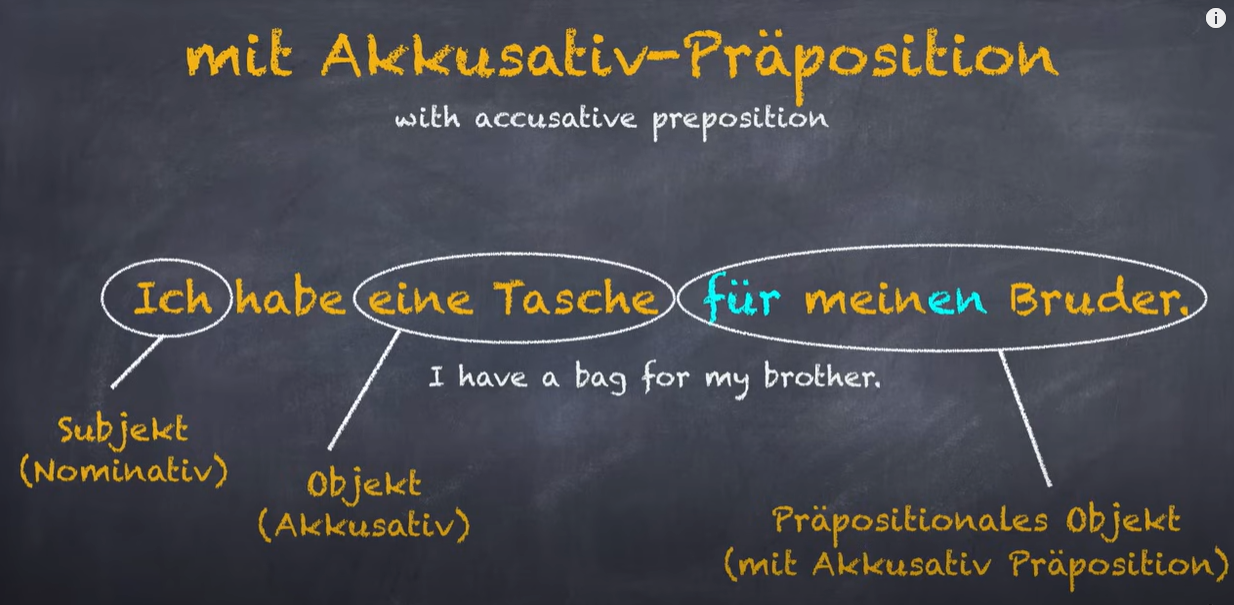 mit Akkusativ-Präposition
with accusative preposition
Ich habe eine Tasche für meinen Bruder.
I have a bag for my brother.
Subjekt
(Nominativ)
Objekt
(Akkusativ)
Präpositionales Objekt
(mit Akkusativ Präposition)